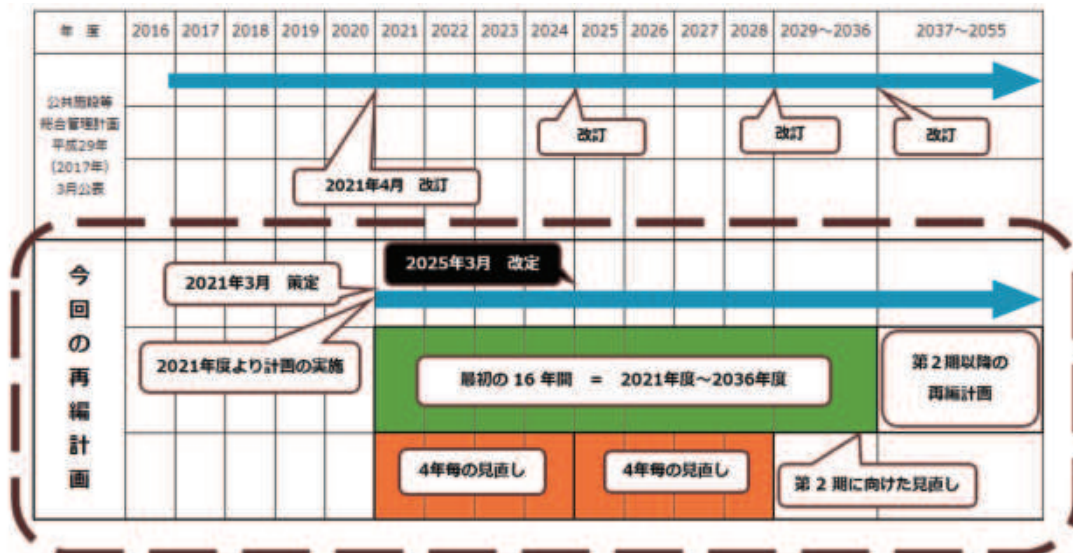 年　度 2016 2017 2018 2019 2020 2021 2022 2023 2024 2025 2026 2027 2028 2029～2036 2037～2055
公共施設等
総合管理計画
平成29年
（2017年）
3月公表
改訂
改訂
改訂
2021年4月　改訂
今回の再編計画
2025年3月　改定
2021年3月　策定
2021年度より計画の実施
最初の 16 年間　＝　2021年度～2036年度
第２期以降の
再編計画
4年毎の見直し
4年毎の見直し
第 2 期に向けた見直し